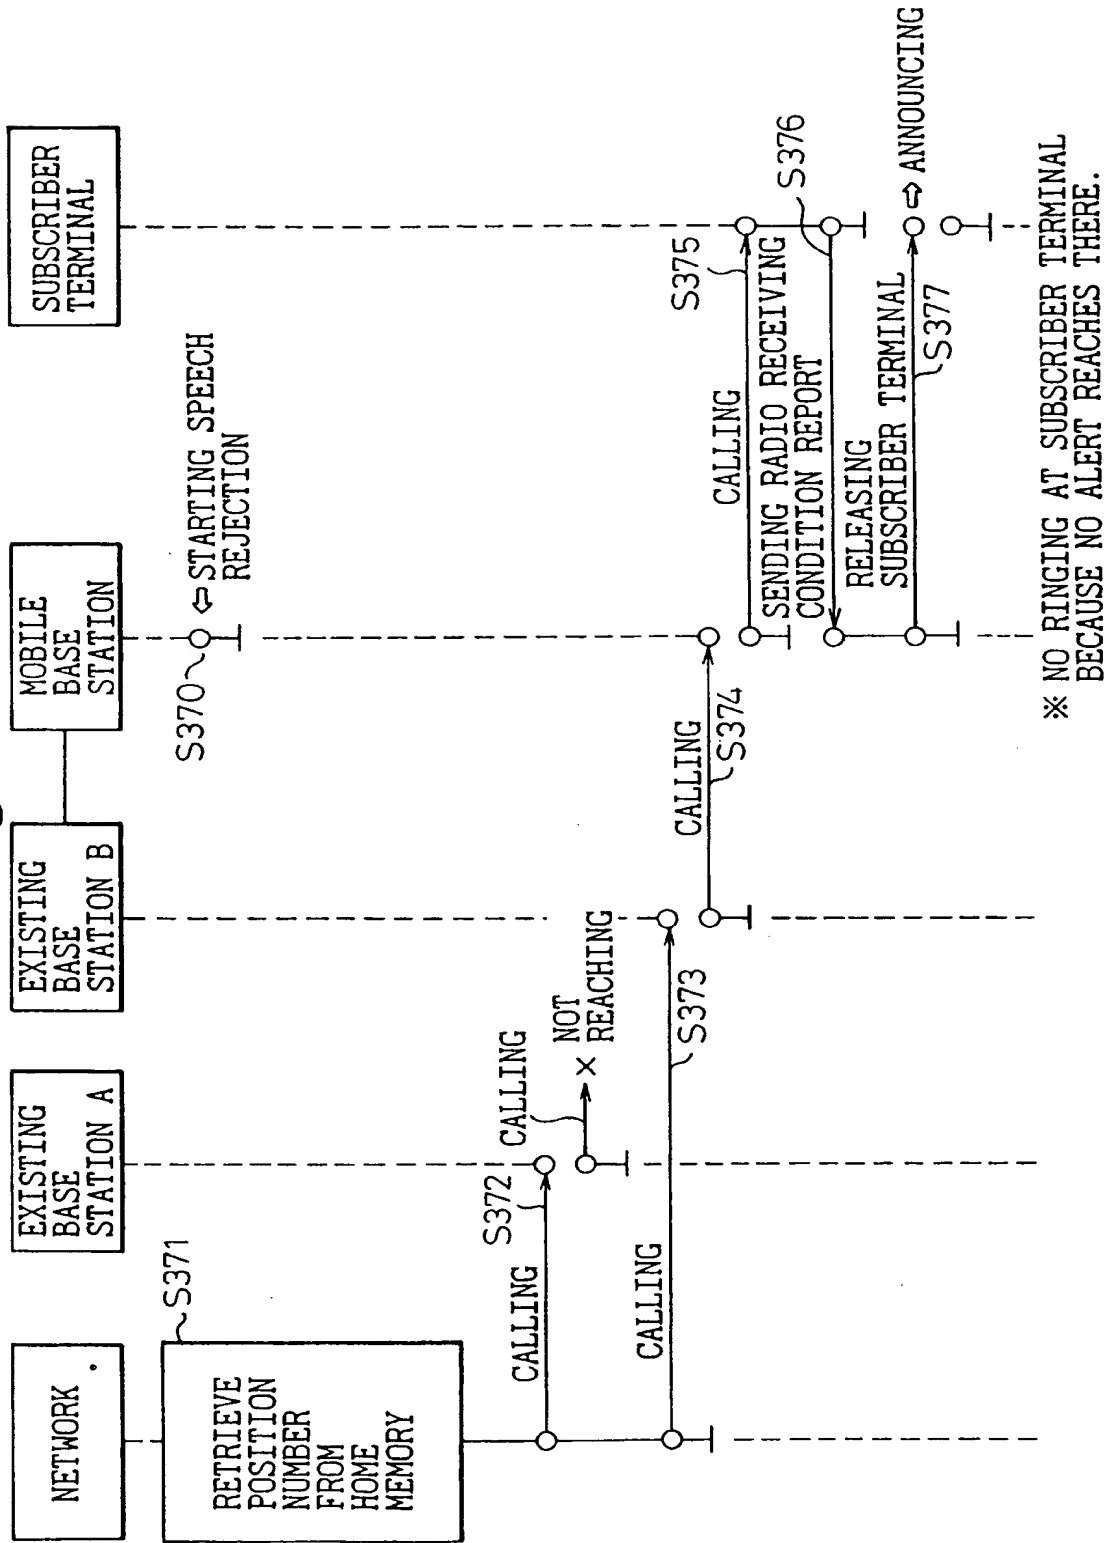 NETWORK
EXISTING
BASE
STATION A
EXISTING
BASE
STATION B
MOBILE
BASE
STATION
SUBSCRIBER
TERMINAL
S370
⇦ STARTING SPEECH
REJECTION
S371
RETRIEVE
POSITION
NUMBER
FROM
HOME
MEMORY
CALLING
S372
CALLING
× NOT
REACHING
CALLING
S373
CALLING
S374
CALLING
S375
SENDING RADIO RECEIVING
CONDITION REPORT
S376
RELEASING
SUBSCRIBER TERMINAL
S377
⇨ ANNOUNCING
※ NO RINGING AT SUBSCRIBER TERMINAL
BECAUSE NO ALERT REACHES THERE.